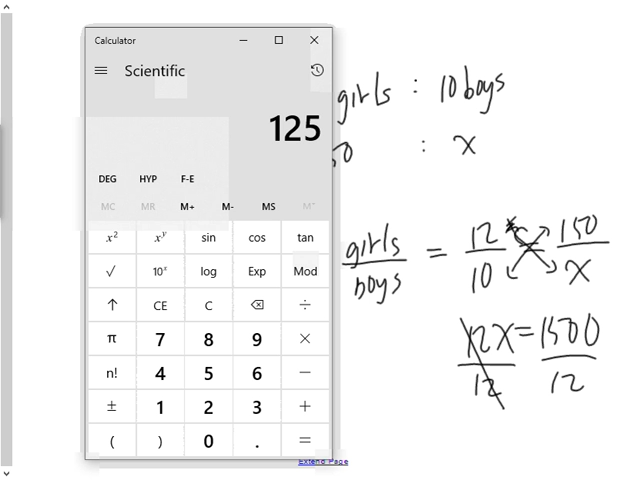 Calculator
Scientific
125
DEG HYP F-E
MC MR M+ M- MS M˅
x² xʸ sin cos tan
√ 10ˣ log Exp Mod
↑ CE C ⌫ ÷
π 7 8 9 ×
n! 4 5 6 −
± 1 2 3 +
( ) 0 . =
girls : 10 boys
50 : x
girls/boys = 12/10 = 150/x
12x/12 = 1500/12
Extend Page